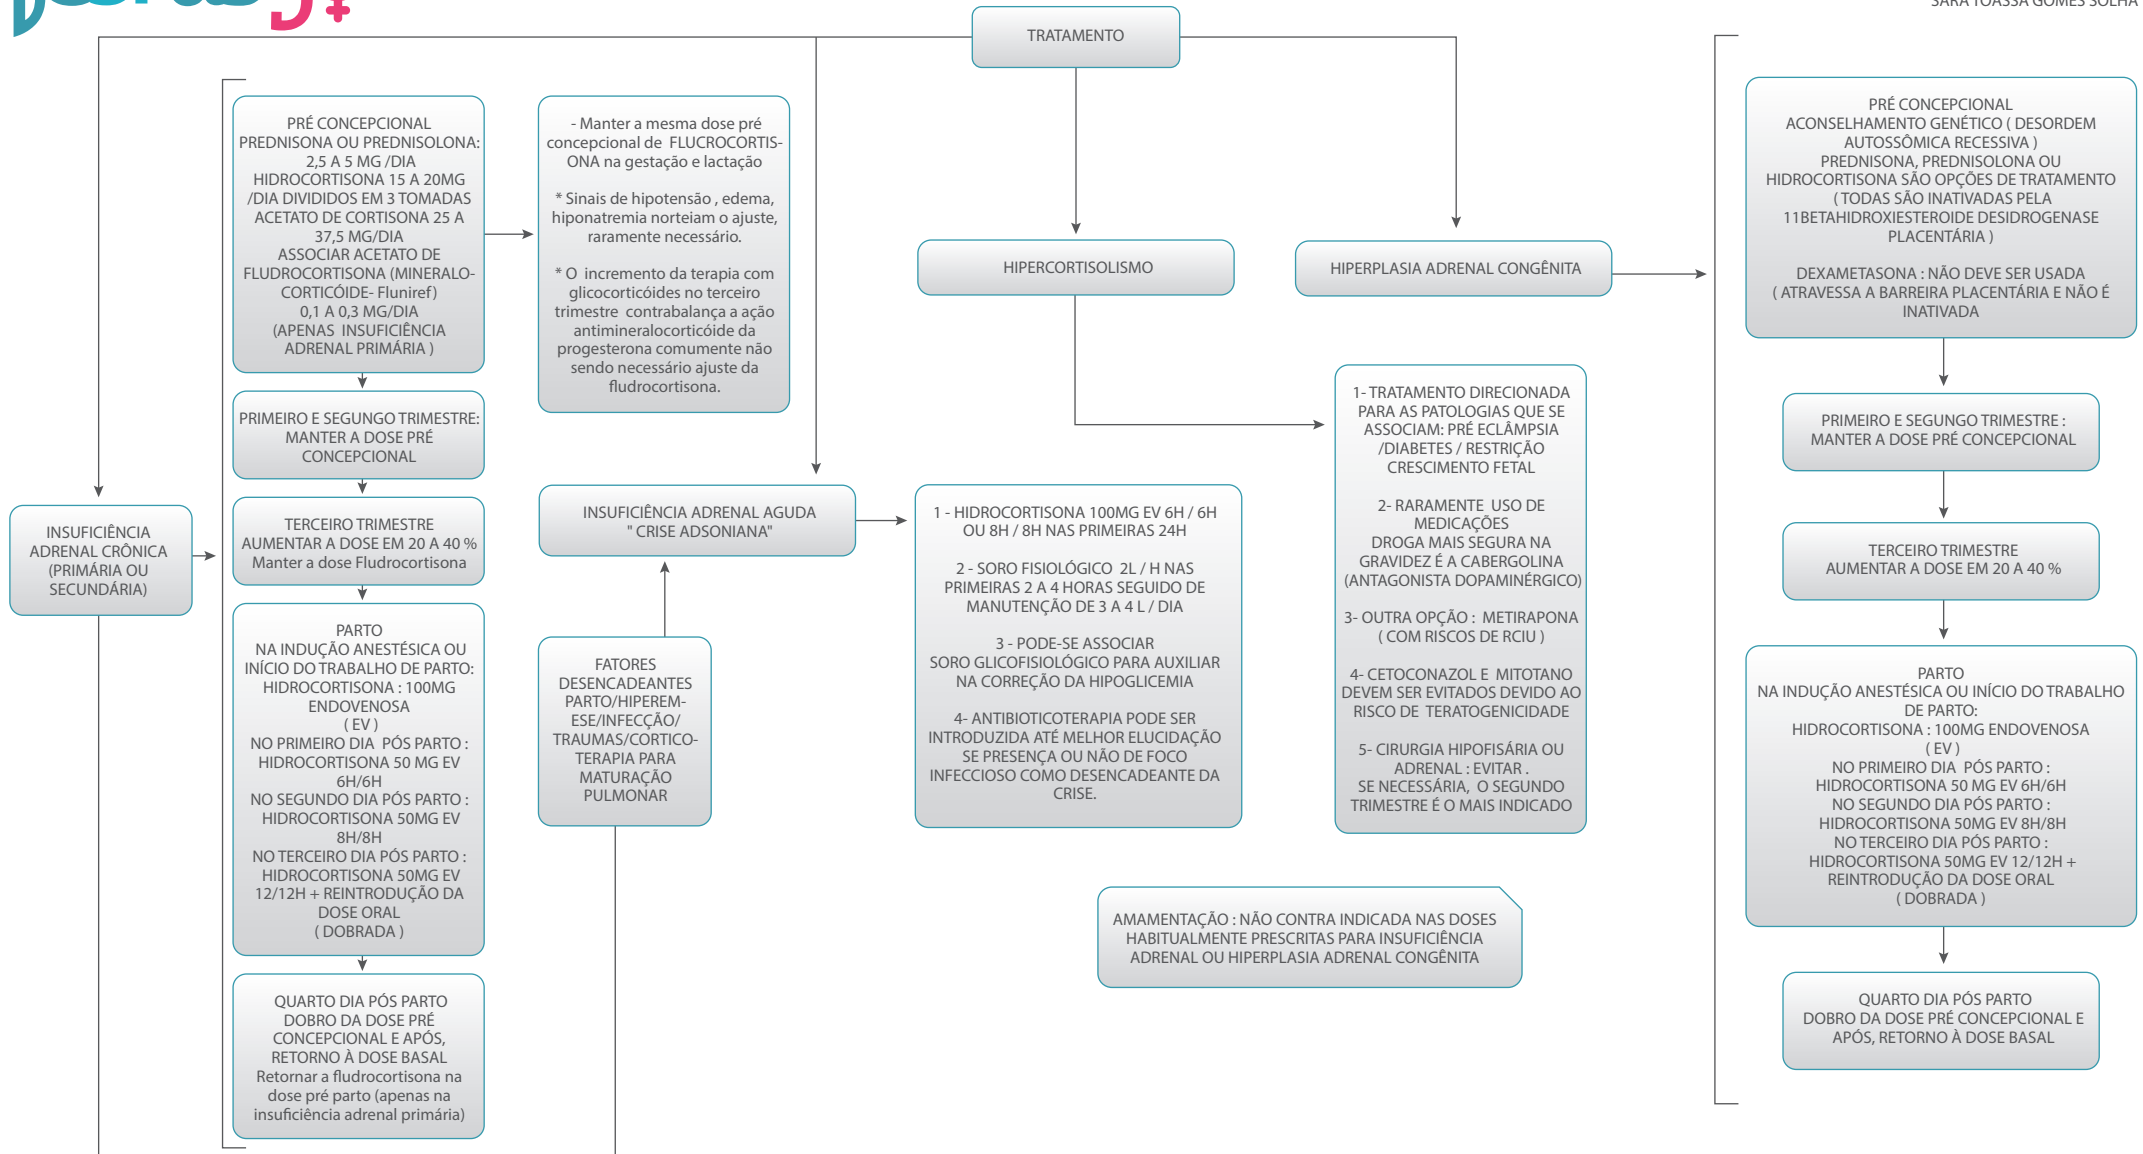 SARA TOASSA GOMES SOLHA
TRATAMENTO
PRÉ CONCEPCIONAL
PREDNISONA OU PREDNISOLONA:
2,5 A 5 MG /DIA
HIDROCORTISONA 15 A 20MG
/DIA DIVIDIDOS EM 3 TOMADAS
ACETATO DE CORTISONA 25 A
37,5 MG/DIA
ASSOCIAR ACETATO DE
FLUDROCORTISONA (MINERALO-
CORTICÓIDE- Fluniref)
0,1 A 0,3 MG/DIA
(APENAS INSUFICIÊNCIA
ADRENAL PRIMÁRIA )
- Manter a mesma dose pré
concepcional de FLUCROCORTIS-
ONA na gestação e lactação
* Sinais de hipotensão , edema,
hiponatremia norteiam o ajuste,
raramente necessário.
* O incremento da terapia com
glicocorticóides no terceiro
trimestre contrabalança a ação
antimineralocorticóide da
progesterona comumente não
sendo necessário ajuste da
fludrocortisona.
PRIMEIRO E SEGUNGO TRIMESTRE:
MANTER A DOSE PRÉ
CONCEPCIONAL
TERCEIRO TRIMESTRE
AUMENTAR A DOSE EM 20 A 40 %
Manter a dose Fludrocortisona
INSUFICIÊNCIA
ADRENAL CRÔNICA
(PRIMÁRIA OU
SECUNDÁRIA)
PARTO
NA INDUÇÃO ANESTÉSICA OU
INÍCIO DO TRABALHO DE PARTO:
HIDROCORTISONA : 100MG
ENDOVENOSA
( EV )
NO PRIMEIRO DIA PÓS PARTO :
HIDROCORTISONA 50 MG EV
6H/6H
NO SEGUNDO DIA PÓS PARTO :
HIDROCORTISONA 50MG EV
8H/8H
NO TERCEIRO DIA PÓS PARTO :
HIDROCORTISONA 50MG EV
12/12H + REINTRODUÇÃO DA
DOSE ORAL
( DOBRADA )
QUARTO DIA PÓS PARTO
DOBRO DA DOSE PRÉ
CONCEPCIONAL E APÓS,
RETORNO À DOSE BASAL
Retornar a fludrocortisona na
dose pré parto (apenas na
insuficiência adrenal primária)
INSUFICIÊNCIA ADRENAL AGUDA
" CRISE ADSONIANA"
FATORES
DESENCADEANTES
PARTO/HIPEREM-
ESE/INFECÇÃO/
TRAUMAS/CORTICO-
TERAPIA PARA
MATURAÇÃO
PULMONAR
1 - HIDROCORTISONA 100MG EV 6H / 6H
OU 8H / 8H NAS PRIMEIRAS 24H
2 - SORO FISIOLÓGICO 2L / H NAS
PRIMEIRAS 2 A 4 HORAS SEGUIDO DE
MANUTENÇÃO DE 3 A 4 L / DIA
3 - PODE-SE ASSOCIAR
SORO GLICOFISIOLÓGICO PARA AUXILIAR
NA CORREÇÃO DA HIPOGLICEMIA
4- ANTIBIOTICOTERAPIA PODE SER
INTRODUZIDA ATÉ MELHOR ELUCIDAÇÃO
SE PRESENÇA OU NÃO DE FOCO
INFECCIOSO COMO DESENCADEANTE DA
CRISE.
HIPERCORTISOLISMO
1- TRATAMENTO DIRECIONADA
PARA AS PATOLOGIAS QUE SE
ASSOCIAM: PRÉ ECLÂMPSIA
/DIABETES / RESTRIÇÃO
CRESCIMENTO FETAL
2- RARAMENTE USO DE
MEDICAÇÕES
DROGA MAIS SEGURA NA
GRAVIDEZ É A CABERGOLINA
(ANTAGONISTA DOPAMINÉRGICO)
3- OUTRA OPÇÃO : METIRAPONA
( COM RISCOS DE RCIU )
4- CETOCONAZOL E MITOTANO
DEVEM SER EVITADOS DEVIDO AO
RISCO DE TERATOGENICIDADE
5- CIRURGIA HIPOFISÁRIA OU
ADRENAL : EVITAR .
SE NECESSÁRIA, O SEGUNDO
TRIMESTRE É O MAIS INDICADO
AMAMENTAÇÃO : NÃO CONTRA INDICADA NAS DOSES
HABITUALMENTE PRESCRITAS PARA INSUFICIÊNCIA
ADRENAL OU HIPERPLASIA ADRENAL CONGÊNITA
HIPERPLASIA ADRENAL CONGÊNITA
PRÉ CONCEPCIONAL
ACONSELHAMENTO GENÉTICO ( DESORDEM
AUTOSSÔMICA RECESSIVA )
PREDNISONA, PREDNISOLONA OU
HIDROCORTISONA SÃO OPÇÕES DE TRATAMENTO
( TODAS SÃO INATIVADAS PELA
11BETAHIDROXIESTEROIDE DESIDROGENASE
PLACENTÁRIA )
DEXAMETASONA : NÃO DEVE SER USADA
( ATRAVESSA A BARREIRA PLACENTÁRIA E NÃO É
INATIVADA
PRIMEIRO E SEGUNGO TRIMESTRE :
MANTER A DOSE PRÉ CONCEPCIONAL
TERCEIRO TRIMESTRE
AUMENTAR A DOSE EM 20 A 40 %
PARTO
NA INDUÇÃO ANESTÉSICA OU INÍCIO DO TRABALHO
DE PARTO:
HIDROCORTISONA : 100MG ENDOVENOSA
( EV )
NO PRIMEIRO DIA PÓS PARTO :
HIDROCORTISONA 50 MG EV 6H/6H
NO SEGUNDO DIA PÓS PARTO :
HIDROCORTISONA 50MG EV 8H/8H
NO TERCEIRO DIA PÓS PARTO :
HIDROCORTISONA 50MG EV 12/12H +
REINTRODUÇÃO DA DOSE ORAL
( DOBRADA )
QUARTO DIA PÓS PARTO
DOBRO DA DOSE PRÉ CONCEPCIONAL E
APÓS, RETORNO À DOSE BASAL